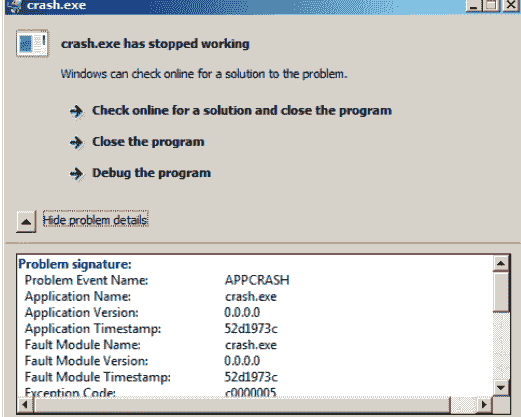 crash.exe
crash.exe has stopped working
Windows can check online for a solution to the problem.
Check online for a solution and close the program
Close the program
Debug the program
Hide problem details
Problem signature:
Problem Event Name: APPCRASH
Application Name: crash.exe
Application Version: 0.0.0.0
Application Timestamp: 52d1973c
Fault Module Name: crash.exe
Fault Module Version: 0.0.0.0
Fault Module Timestamp: 52d1973c
Exception Code: c0000005